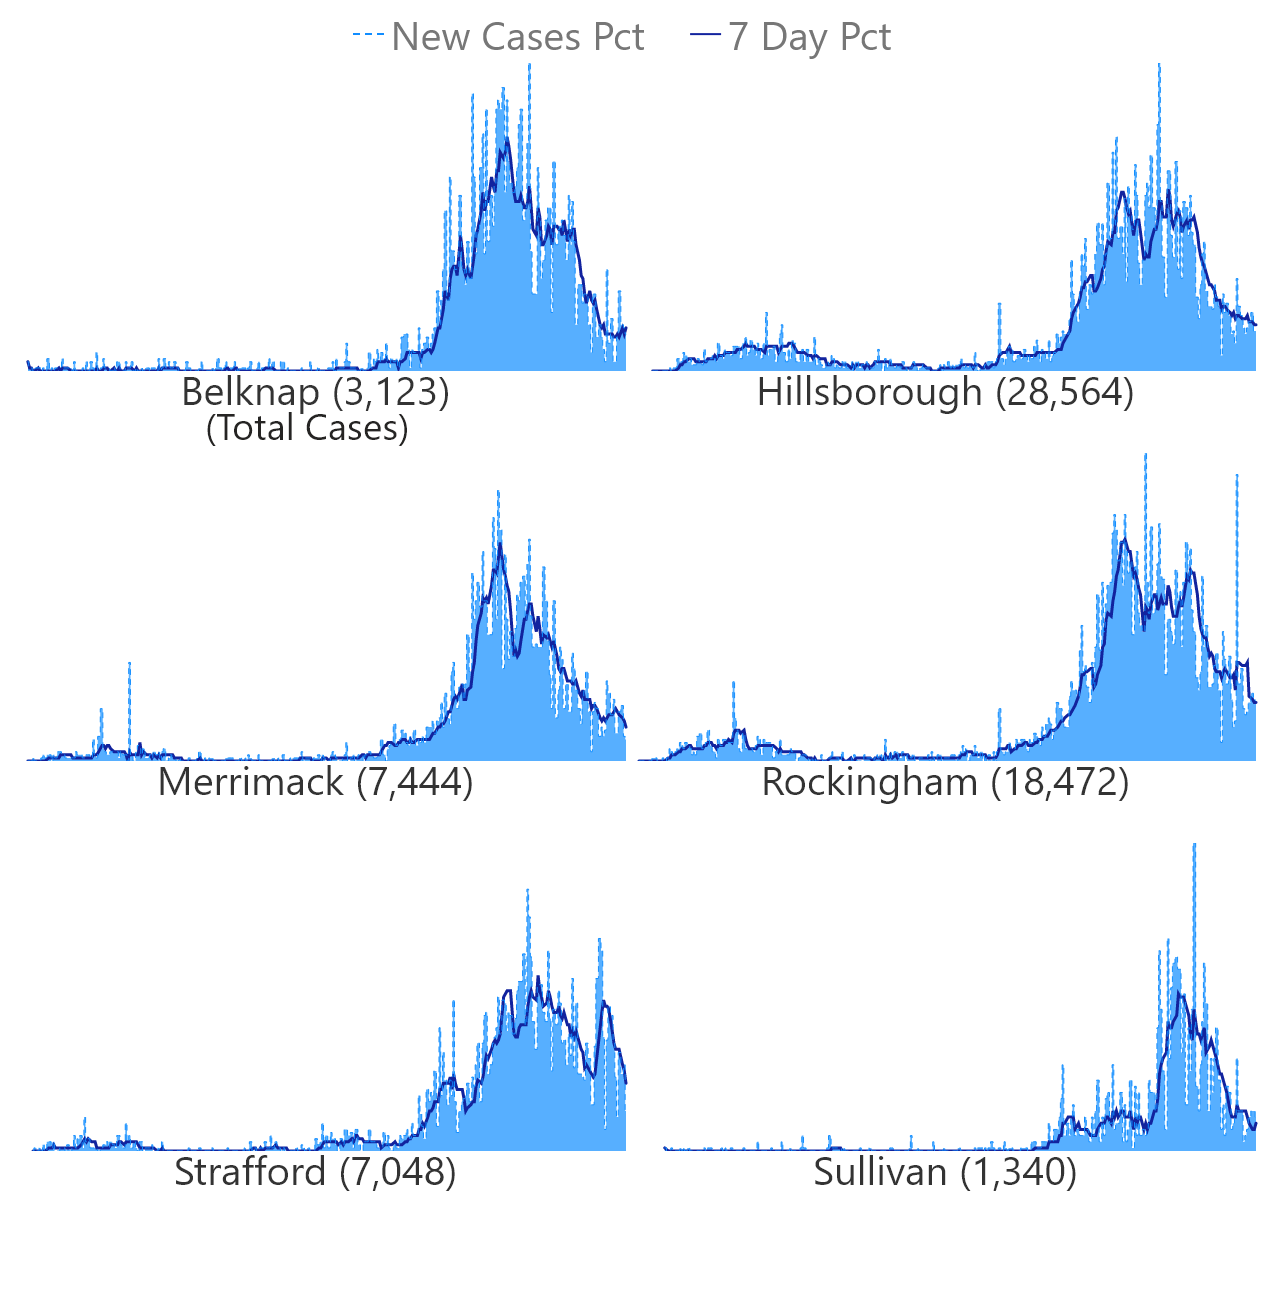 New Cases Pct 7 Day Pct
Belknap (3,123) Hillsborough (28,564)
(Total Cases)
Merrimack (7,444) Rockingham (18,472)
Strafford (7,048) Sullivan (1,340)